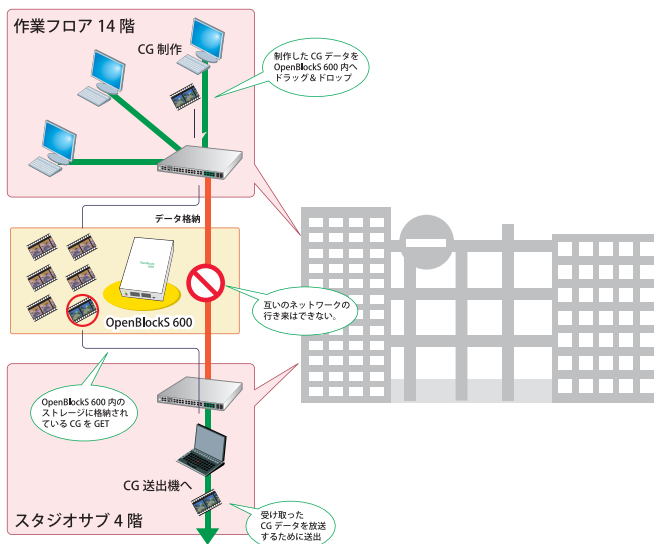 作業フロア 14 階
CG 制作
制作した CG データを
OpenBlockS 600 内へ
ドラッグ＆ドロップ
データ格納
OpenBlockS 600
互いのネットワークの
行き来はできない。
OpenBlockS 600 内の
ストレージに格納され
ている CG を GET
CG 送出機へ
スタジオサブ 4 階
受け取った
CG データを放送
するために送出